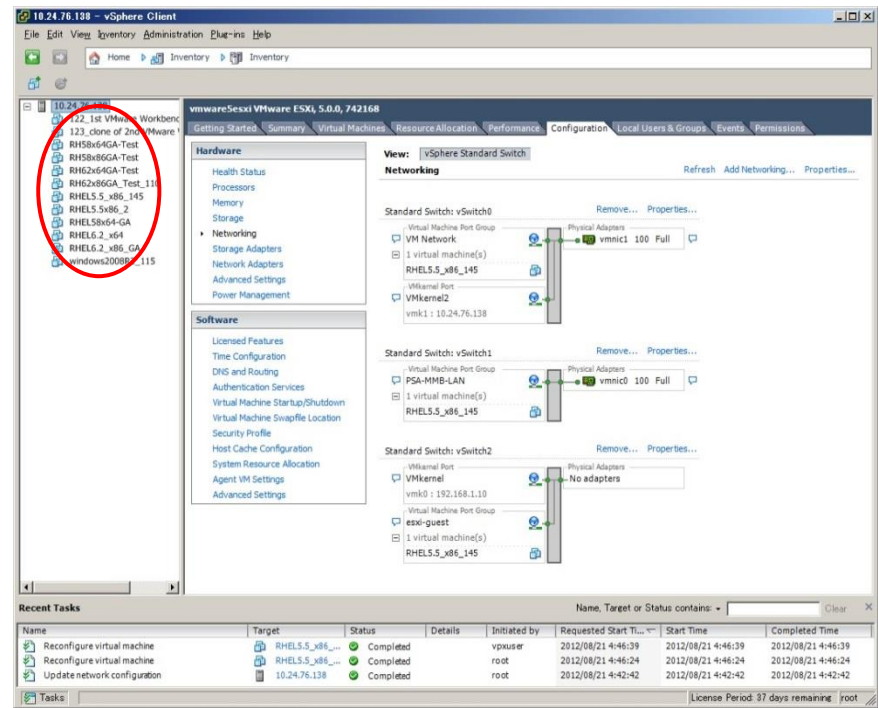 10.24.76.138 - vSphere Client
File Edit View Inventory Administration Plug-ins Help
Home Inventory Inventory
10.24.76.138
122_1st VMware Workbenc
123_clone of 2nd VMware
RH58x64GA-Test
RH58x86GA-Test
RH62x64GA-Test
RH62x86GA_Test_11
RHEL5.5_x86_145
RHEL5.5x86_2
RHEL58x64-GA
RHEL6.2_x64
RHEL6.2_x86_GA
windows2008R2_115
vmware5esxi VMware ESXi, 5.0.0, 742168
Getting Started Summary Virtual Machines Resource Allocation Performance Configuration Local Users & Groups Events Permissions
Hardware
Health Status
Processors
Memory
Storage
Networking
Storage Adapters
Network Adapters
Advanced Settings
Power Management
Software
Licensed Features
Time Configuration
DNS and Routing
Authentication Services
Virtual Machine Startup/Shutdown
Virtual Machine Swapfile Location
Security Profile
Host Cache Configuration
System Resource Allocation
Agent VM Settings
Advanced Settings
View: vSphere Standard Switch
Networking Refresh Add Networking... Properties...
Standard Switch: vSwitch0 Remove... Properties...
Virtual Machine Port Group Physical Adapters
VM Network vmnic1 100 Full
1 virtual machine(s)
RHEL5.5_x86_145
VMkernel Port
VMkernel2
vmk1 : 10.24.76.138
Standard Switch: vSwitch1 Remove... Properties...
Virtual Machine Port Group Physical Adapters
PSA-MMB-LAN vmnic0 100 Full
1 virtual machine(s)
RHEL5.5_x86_145
Standard Switch: vSwitch2 Remove... Properties...
VMkernel Port Physical Adapters
VMkernel No adapters
vmk0 : 192.168.1.10
Virtual Machine Port Group
esxi-guest
1 virtual machine(s)
RHEL5.5_x86_145
Recent Tasks Name, Target or Status contains: Clear
Name Target Status Details Initiated by Requested Start Ti... Start Time Completed Time
Reconfigure virtual machine RHEL5.5_x86_... Completed vpxuser 2012/08/21 4:46:39 2012/08/21 4:46:39 2012/08/21 4:46:39
Reconfigure virtual machine RHEL5.5_x86_... Completed root 2012/08/21 4:46:24 2012/08/21 4:46:24 2012/08/21 4:46:24
Update network configuration 10.24.76.138 Completed root 2012/08/21 4:42:42 2012/08/21 4:42:42 2012/08/21 4:42:42
Tasks License Period: 37 days remaining root